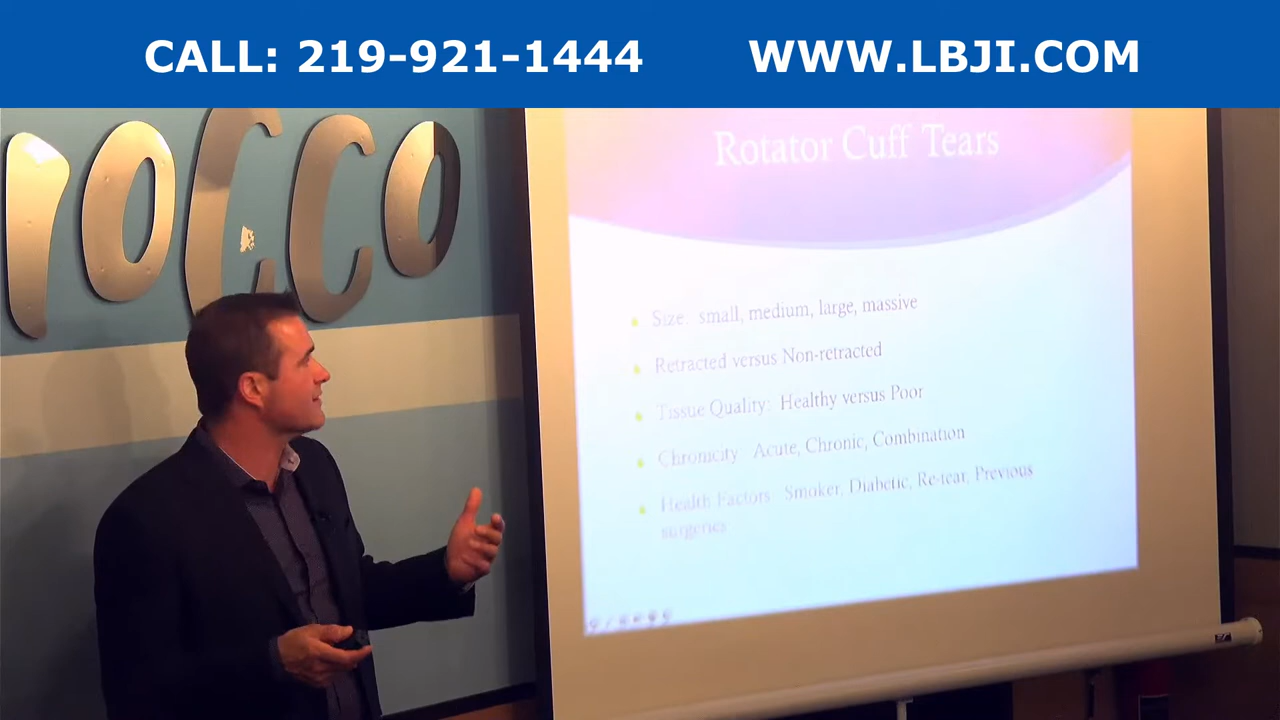 CALL: 219-921-1444 WWW.LBJI.COM
rocco
Rotator Cuff Tears
Size: small, medium, large, massive
Retracted versus Non-retracted
Tissue Quality: Healthy versus Poor
Chronicity: Acute, Chronic, Combination
Health Factors: Smoker, Diabetic, Re-tear, Previous
surgeries